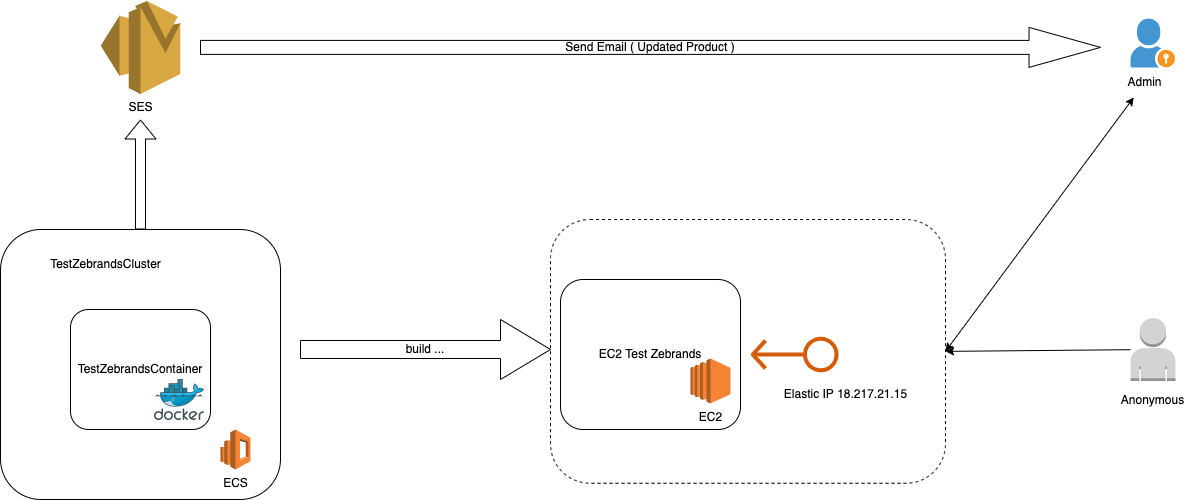 Send Email ( Updated Product )
SES
Admin
TestZebrandsCluster
TestZebrandsContainer
docker
ECS
build ...
EC2 Test Zebrands
EC2
Elastic IP 18.217.21.15
Anonymous